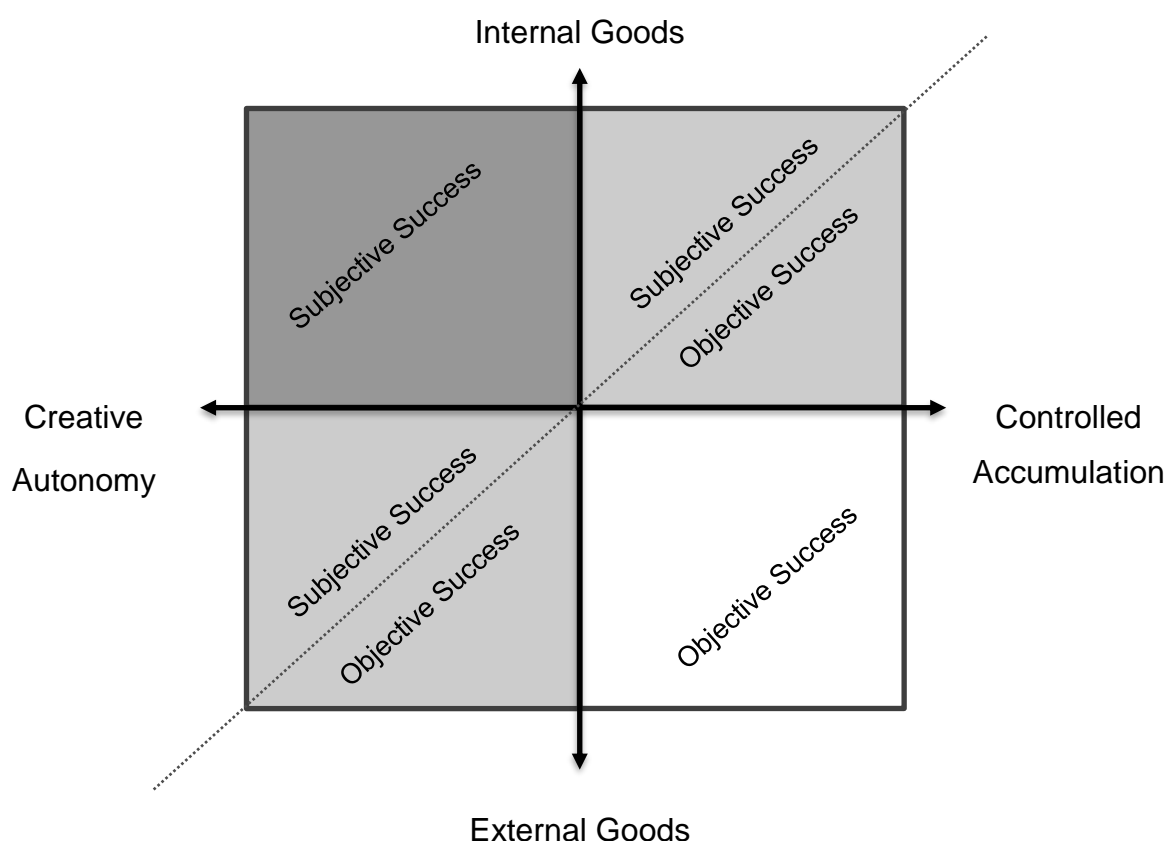 Internal Goods
Subjective Success
Subjective Success
Objective Success
Creative
Autonomy
Controlled
Accumulation
Subjective Success
Objective Success
Objective Success
External Goods